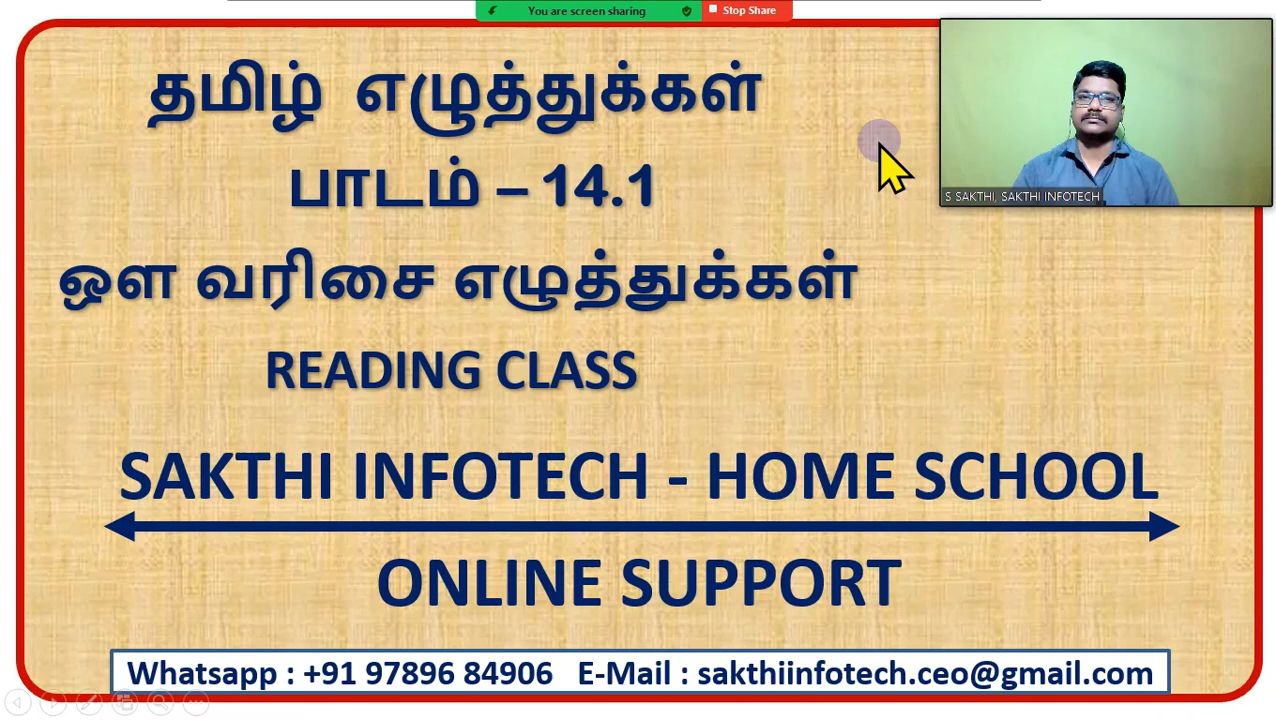 You are screen sharing Stop Share
தமிழ் எழுத்துக்கள்
பாடம் – 14.1
ஔ வரிசை எழுத்துக்கள்
READING CLASS
S SAKTHI, SAKTHI INFOTECH
SAKTHI INFOTECH - HOME SCHOOL
ONLINE SUPPORT
Whatsapp : +91 97896 84906 E-Mail : sakthiinfotech.ceo@gmail.com